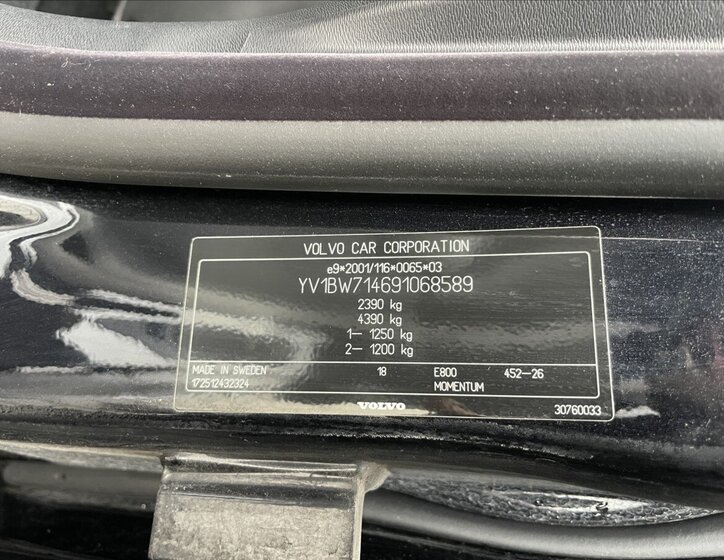 VOLVO CAR CORPORATION
e9*2001/116*0065*03
YV1BW714691068589
2390 kg
4390 kg
1- 1250 kg
2- 1200 kg
MADE IN SWEDEN 18 E800 452-26
172512432324 MOMENTUM
VOLVO 30760033